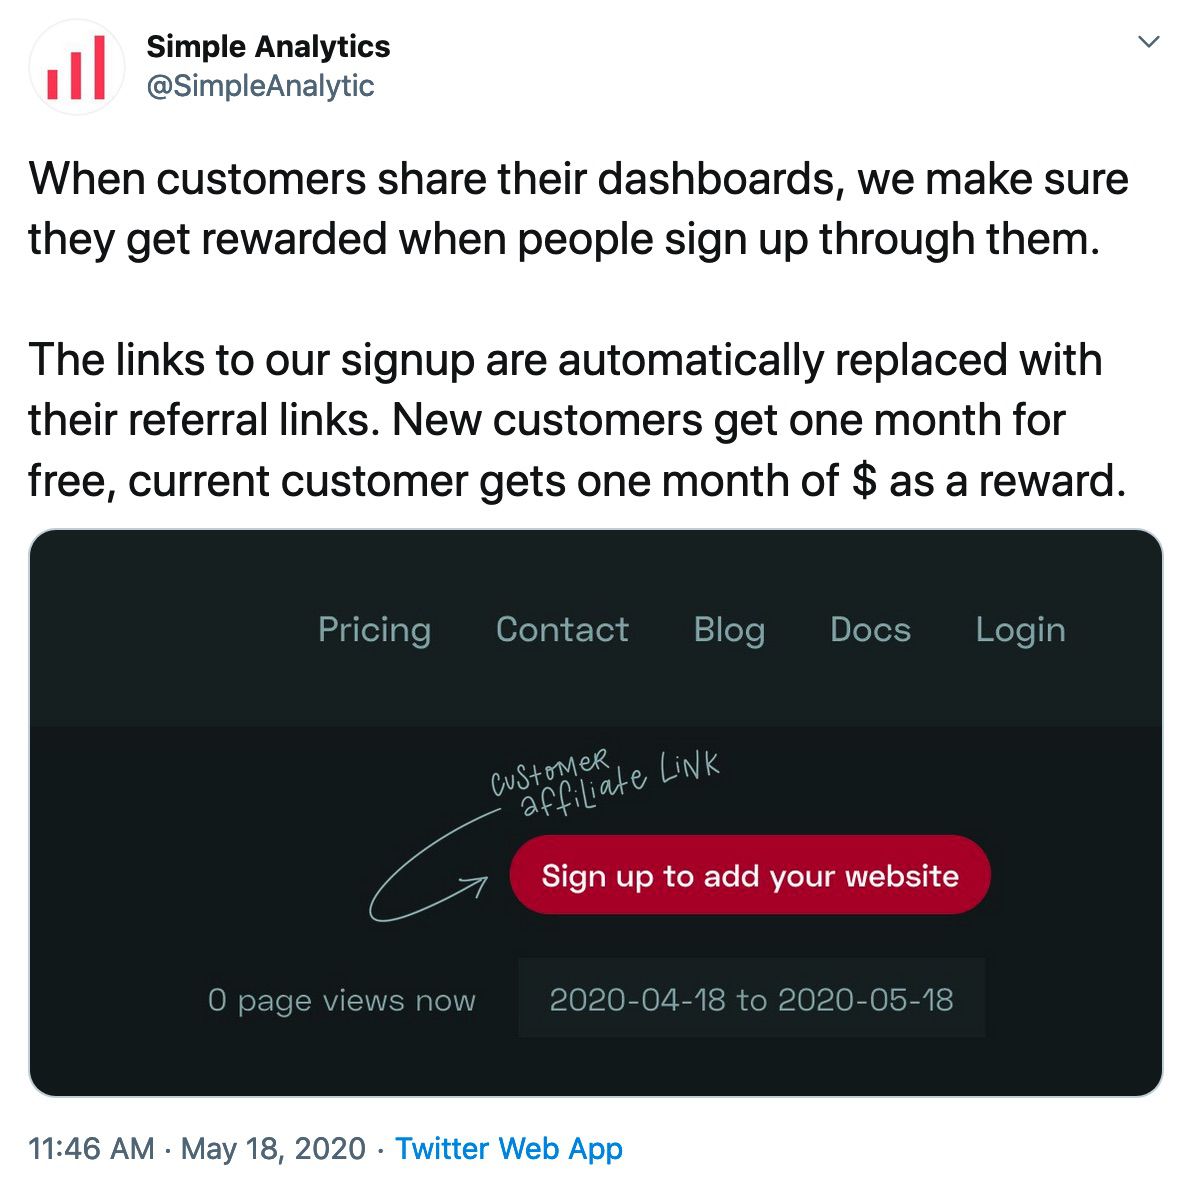 Simple Analytics
@SimpleAnalytic
When customers share their dashboards, we make sure
they get rewarded when people sign up through them.
The links to our signup are automatically replaced with
their referral links. New customers get one month for
free, current customer gets one month of $ as a reward.
Pricing Contact Blog Docs Login
CUStOMeR
affiLiate LiNK
Sign up to add your website
0 page views now 2020-04-18 to 2020-05-18
11:46 AM · May 18, 2020 · Twitter Web App